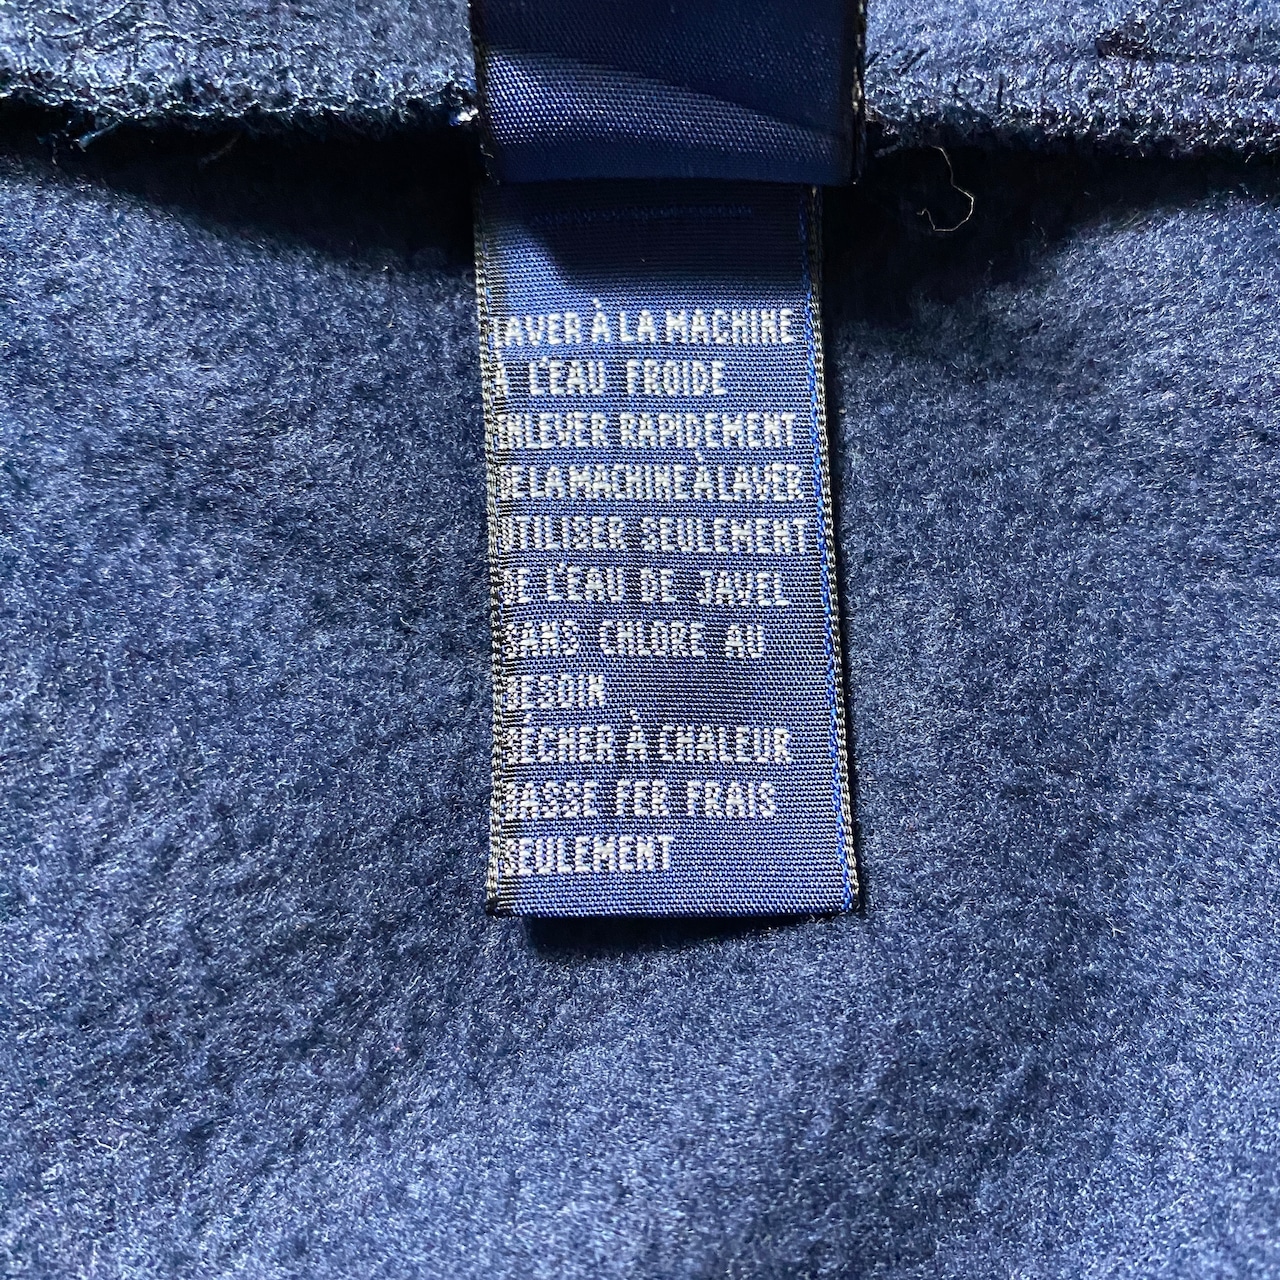 LAVER À LA MACHINE
À L'EAU FROIDE
ENLEVER RAPIDEMENT
DE LA MACHINE À LAVER
UTILISER SEULEMENT
DE L'EAU DE JAVEL
SANS CHLORE AU
BESOIN
SÉCHER À CHALEUR
BASSE FER FRAIS
SEULEMENT